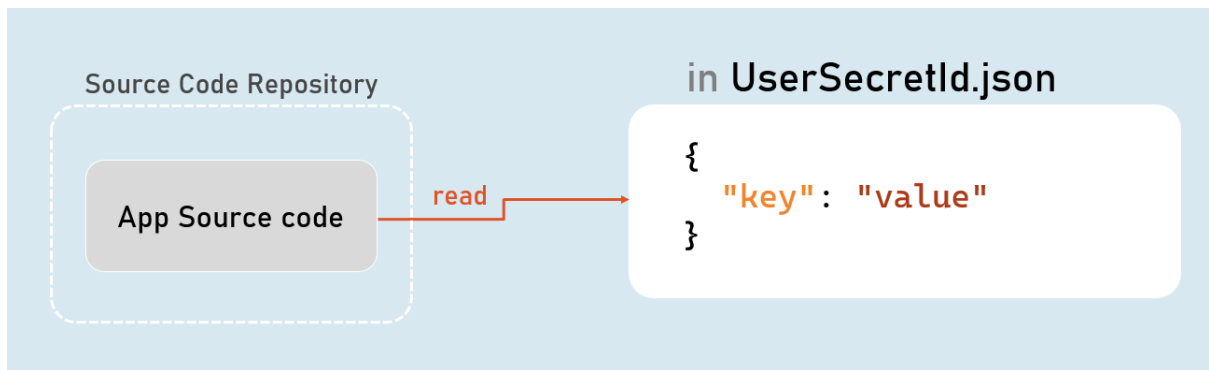 Source Code Repository
App Source code
read
in UserSecretId.json
{
"key": "value"
}